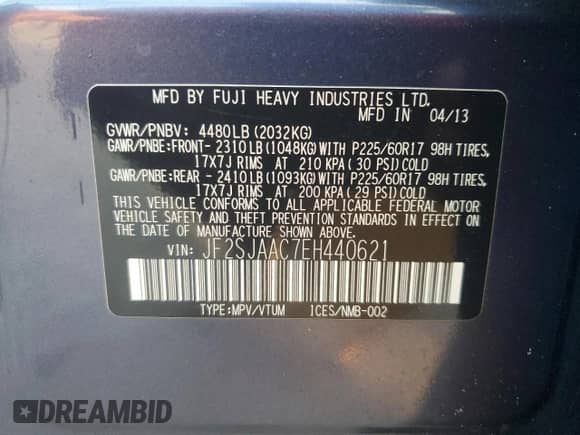 MFD BY FUJI HEAVY INDUSTRIES LTD.
MFD IN 04/13
GVWR/PNBV: 4480LB(2032KG)
GAWR/PNBE:FRONT- 2310LB(1048KG)WITH P225/60R17 98H TIRES,
17X7J RIMS AT 210 KPA(30 PSI)COLD
GAWR/PNBE:REAR - 2410LB(1093KG)WITH P225/60R17 98H TIRES,
17X7J RIMS AT 200 KPA(29 PSI)COLD
THIS VEHICLE CONFORMS TO ALL APPLICABLE FEDERAL MOTOR
VEHICLE SAFETY AND THEFT PREVENTION STANDARDS IN EFFECT ON
THE DATE OF MANUFACTURE SHOWN ABOVE.
VIN: JF2SJAAC7EH440621
TYPE:MPV/VTUM ICES/NMB-002
DREAMBID